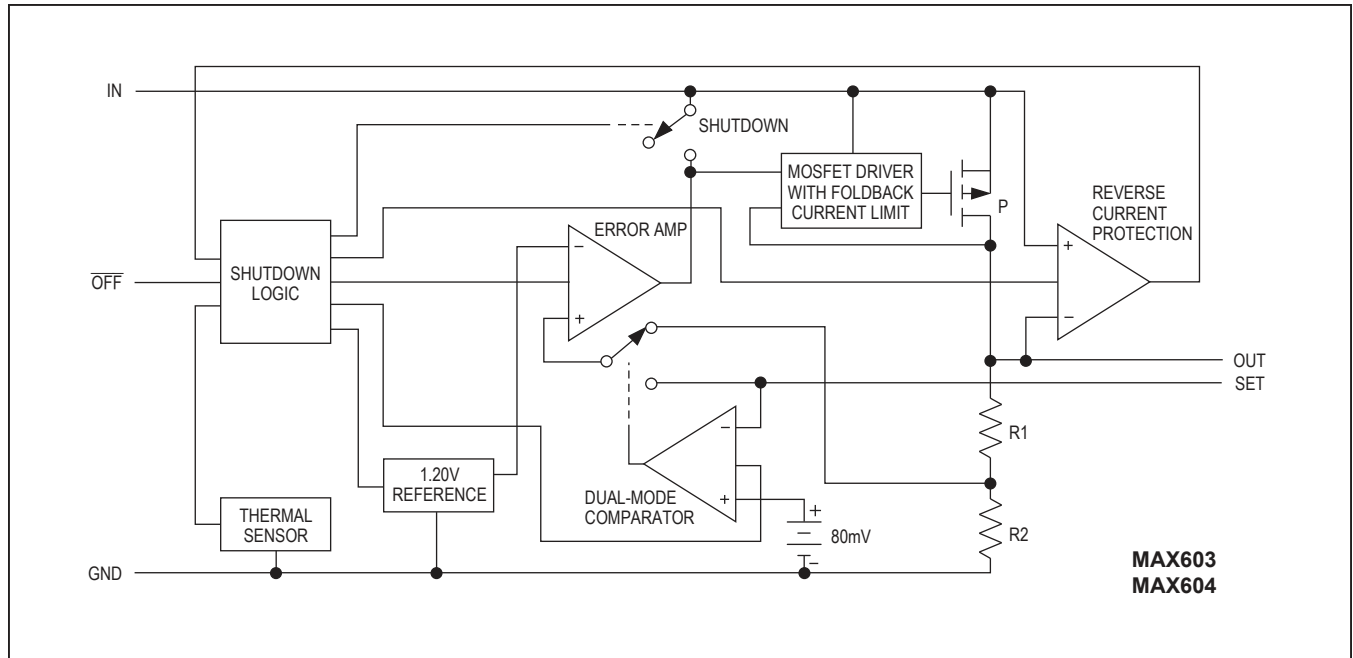 IN
SHUTDOWN
MOSFET DRIVER
WITH FOLDBACK
CURRENT LIMIT
P
REVERSE
CURRENT
PROTECTION
+
−
ERROR AMP
−
+
OFF
SHUTDOWN
LOGIC
OUT
SET
R1
−
+
DUAL-MODE
COMPARATOR
1.20V
REFERENCE
+
−
80mV
R2
THERMAL
SENSOR
GND
MAX603
MAX604